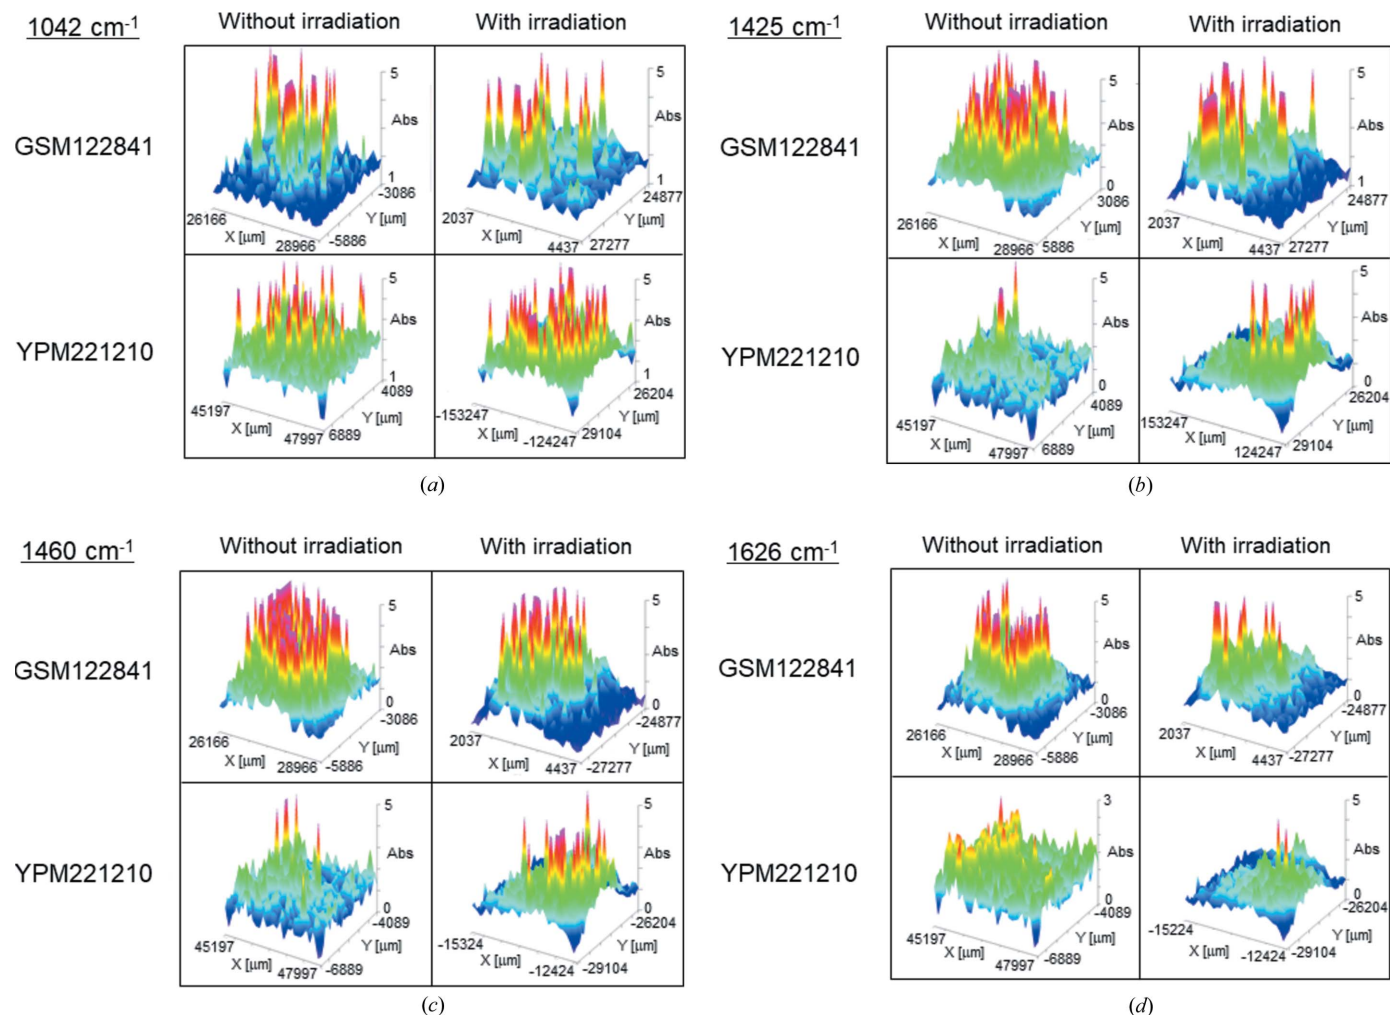 1042 cm-1
Without irradiation
With irradiation
GSM122841
5
Abs
1
-3086
Y [µm]
-5886
26166
X [µm]
28966
5
Abs
1
24877
Y [µm]
27277
2037
X [µm]
4437
YPM221210
5
Abs
1
4089
Y [µm]
6889
45197
X [µm]
47997
5
Abs
1
26204
Y [µm]
29104
-153247
X [µm]
-124247
(a)
1425 cm-1
Without irradiation
With irradiation
GSM122841
5
Abs
0
3086
Y [µm]
5886
26166
X [µm]
28966
5
Abs
1
24877
Y [µm]
27277
2037
X [µm]
4437
YPM221210
5
Abs
0
4089
Y [µm]
6889
45197
X [µm]
47997
5
Abs
0
26204
Y [µm]
29104
153247
X [µm]
124247
(b)
1460 cm-1
Without irradiation
With irradiation
GSM122841
5
Abs
0
-3086
Y [µm]
-5886
26166
X [µm]
28966
5
Abs
0
-24877
Y [µm]
-27277
2037
X [µm]
4437
YPM221210
5
Abs
0
-4089
Y [µm]
-6889
45197
X [µm]
47997
5
Abs
0
-26204
Y [µm]
-29104
-15324
X [µm]
-12424
(c)
1626 cm-1
Without irradiation
With irradiation
GSM122841
5
Abs
0
-3086
Y [µm]
-5886
26166
X [µm]
28966
5
Abs
0
-24877
Y [µm]
-27277
2037
X [µm]
4437
YPM221210
3
Abs
0
-4089
Y [µm]
-6889
45197
X [µm]
47997
5
Abs
0
-26204
Y [µm]
-29104
-15224
X [µm]
-12424
(d)